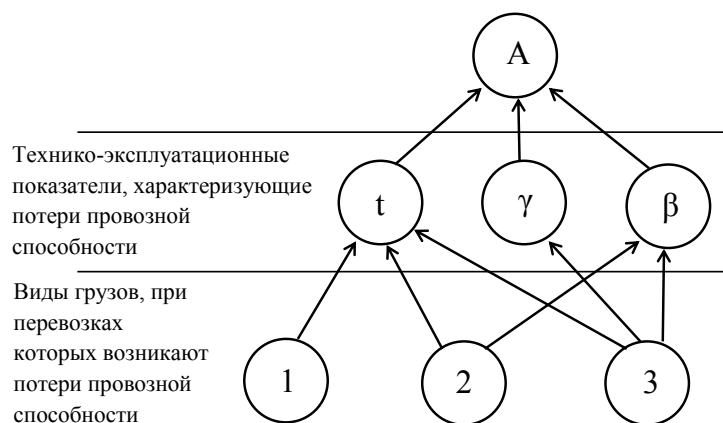 A
Технико-эксплуатационные
показатели, характеризующие
потери провозной
способности
t
γ
β
Виды грузов, при
перевозках
которых возникают
потери провозной
способности
1
2
3